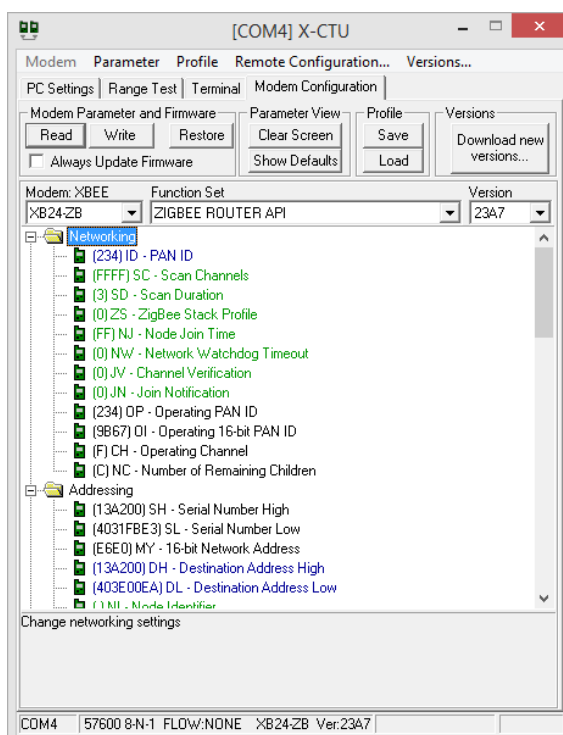 [COM4] X-CTU
Modem Parameter Profile Remote Configuration... Versions...
PC Settings Range Test Terminal Modem Configuration
Modem Parameter and Firmware Parameter View Profile Versions
Read Write Restore Clear Screen Save Download new versions...
Always Update Firmware Show Defaults Load
Modem: XBEE Function Set Version
XB24-ZB ZIGBEE ROUTER API 23A7
Networking
(234) ID - PAN ID
(FFFF) SC - Scan Channels
(3) SD - Scan Duration
(0) ZS - ZigBee Stack Profile
(FF) NJ - Node Join Time
(0) NW - Network Watchdog Timeout
(0) JV - Channel Verification
(0) JN - Join Notification
(234) OP - Operating PAN ID
(9B67) OI - Operating 16-bit PAN ID
(F) CH - Operating Channel
(C) NC - Number of Remaining Children
Addressing
(13A200) SH - Serial Number High
(4031FBE3) SL - Serial Number Low
(E6E0) MY - 16-bit Network Address
(13A200) DH - Destination Address High
(403E00EA) DL - Destination Address Low
( ) NI - Node Identifier
Change networking settings
COM4 57600 8-N-1 FLOW:NONE XB24-ZB Ver:23A7